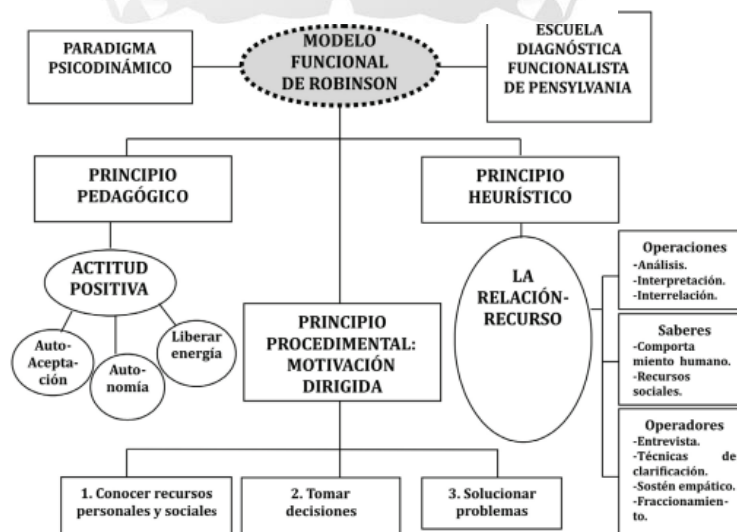 PARADIGMA
PSICODINÁMICO
MODELO
FUNCIONAL
DE ROBINSON
ESCUELA
DIAGNÓSTICA
FUNCIONALISTA
DE PENSYLVANIA
PRINCIPIO
PEDAGÓGICO
PRINCIPIO
HEURÍSTICO
ACTITUD
POSITIVA
Auto-
Acepta-
ción
Auto-
nomía
Liberar
energía
PRINCIPIO
PROCEDIMENTAL:
MOTIVACIÓN
DIRIGIDA
LA
RELACIÓN-
RECURSO
Operaciones
-Análisis.
-Interpretación.
-Interrelación.
Saberes
-Comporta
miento humano.
-Recursos
sociales.
Operadores
-Entrevista.
-Técnicas de
clarificación.
-Sostén empático.
-Fraccionamien-
to.
1. Conocer recursos
personales y sociales
2. Tomar
decisiones
3. Solucionar
problemas